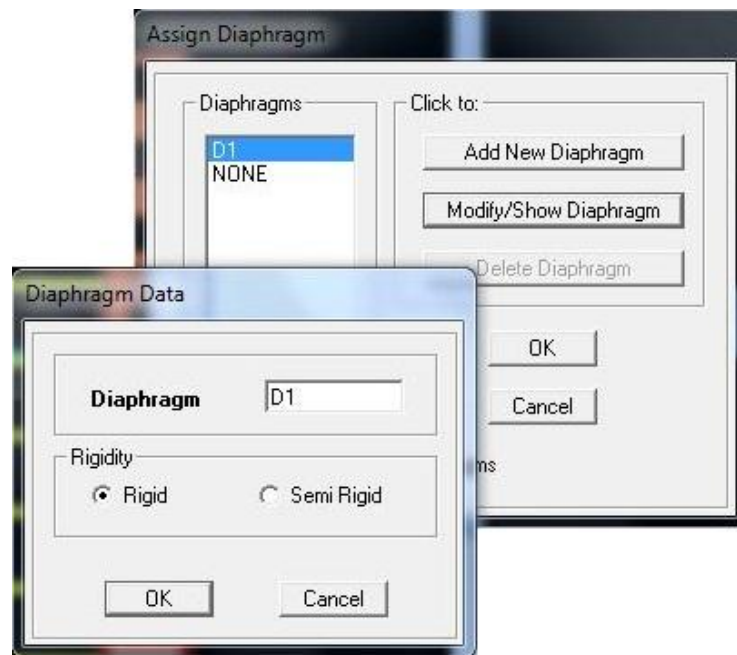 Assign Diaphragm
Diaphragms
D1
NONE
Click to:
Add New Diaphragm
Modify/Show Diaphragm
Delete Diaphragm
OK
Cancel
Diaphragm Data
Diaphragm D1
Rigidity
Rigid Semi Rigid
OK Cancel